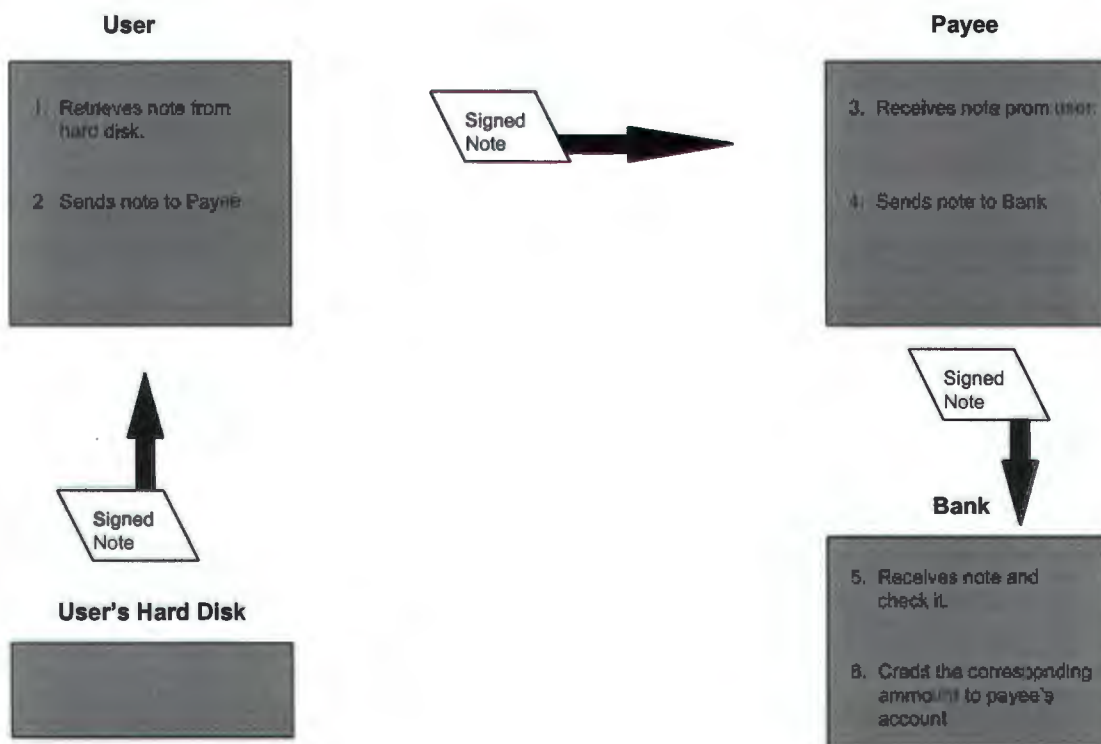 User
1. Retrieves note from
hard disk.
2 Sends note to Payee
Signed
Note
Payee
3. Receives note prom user.
4. Sends note to Bank
Signed
Note
User's Hard Disk
Signed
Note
Bank
5. Receives note and
check it.
6. Credit the corresponding
ammount to payee's
account